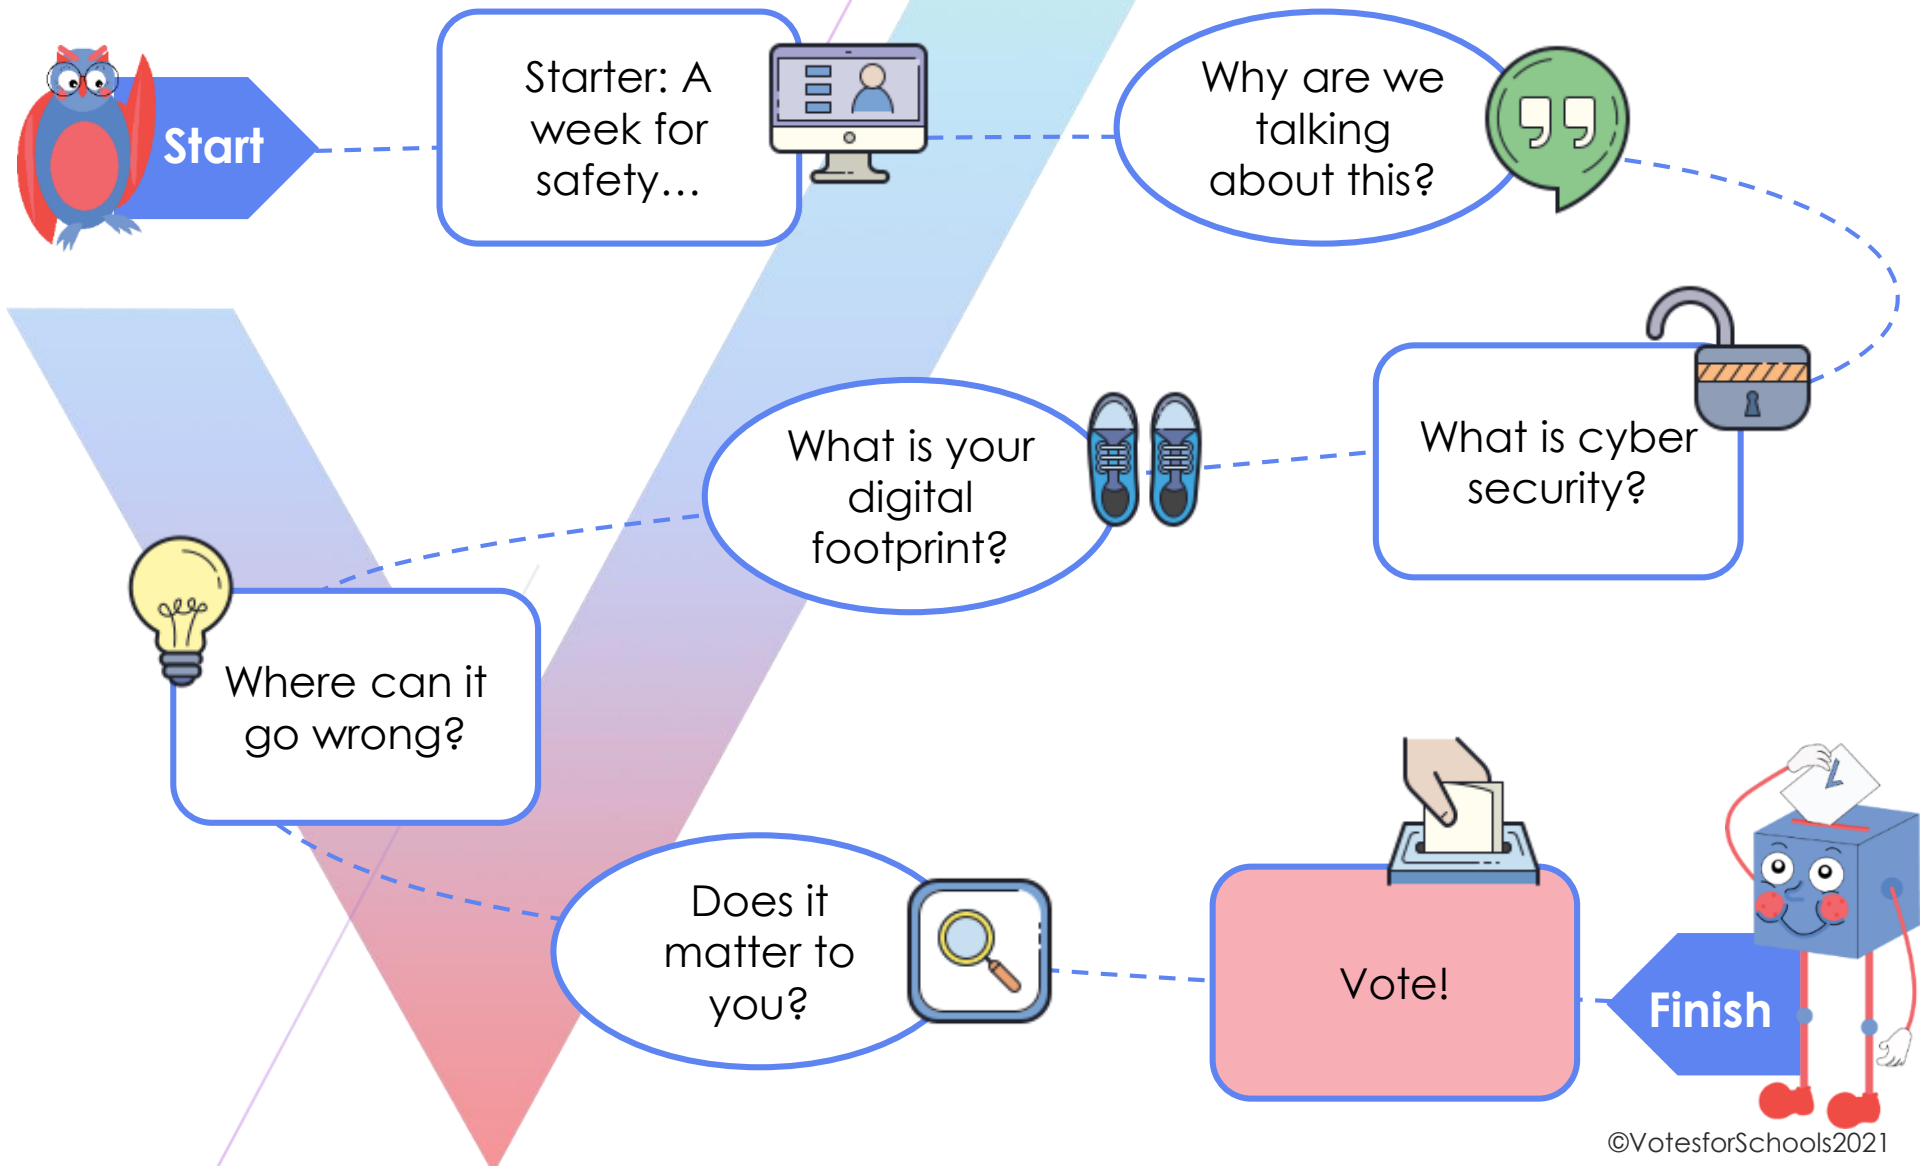 Start
Starter: A
week for
safety...
Why are we
talking
about this?
What is cyber
security?
What is your
digital
footprint?
Where can it
go wrong?
Does it
matter to
you?
Vote!
Finish
©VotesforSchools2021